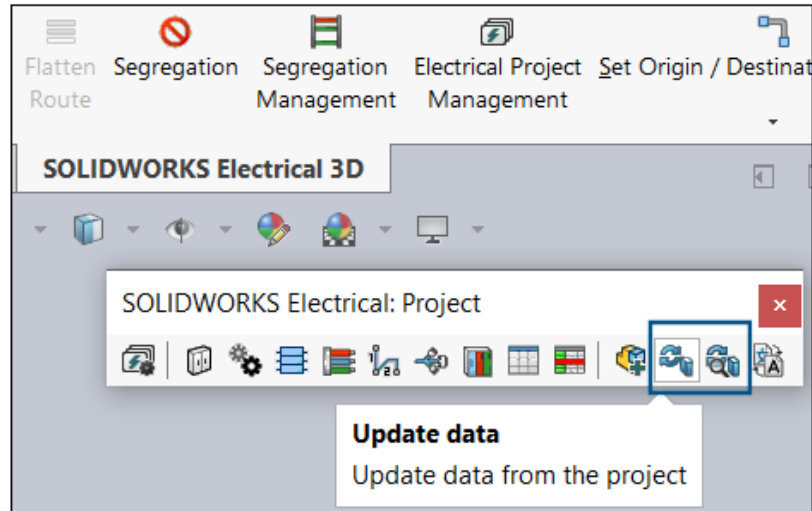 Flatten Route
Segregation
Segregation Management
Electrical Project Management
Set Origin / Destinat
SOLIDWORKS Electrical 3D
SOLIDWORKS Electrical: Project
Update data
Update data from the project